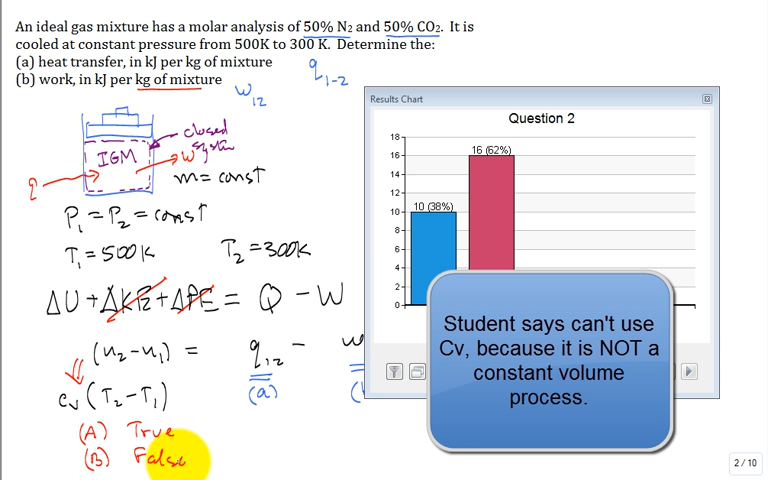 An ideal gas mixture has a molar analysis of 50% N₂ and 50% CO₂. It is
cooled at constant pressure from 500K to 300 K. Determine the:
(a) heat transfer, in kJ per kg of mixture
(b) work, in kJ per kg of mixture
q₁₋₂
w₁₂
Results Chart
Question 2
18
16
14
12
10
8
6
4
2
0
10 (38%)
16 (62%)
IGM
closed
system
W
Q
m = const
P₁ = P₂ = const
T₁ = 500K
T₂ = 300K
ΔU + ΔKE + ΔPE = Q - W
(u₂-u₁) = q₁₂ - w
(a)
cᵥ (T₂-T₁)
(A) True
(B) False
Student says can't use
Cv, because it is NOT a
constant volume
process.
2 / 10